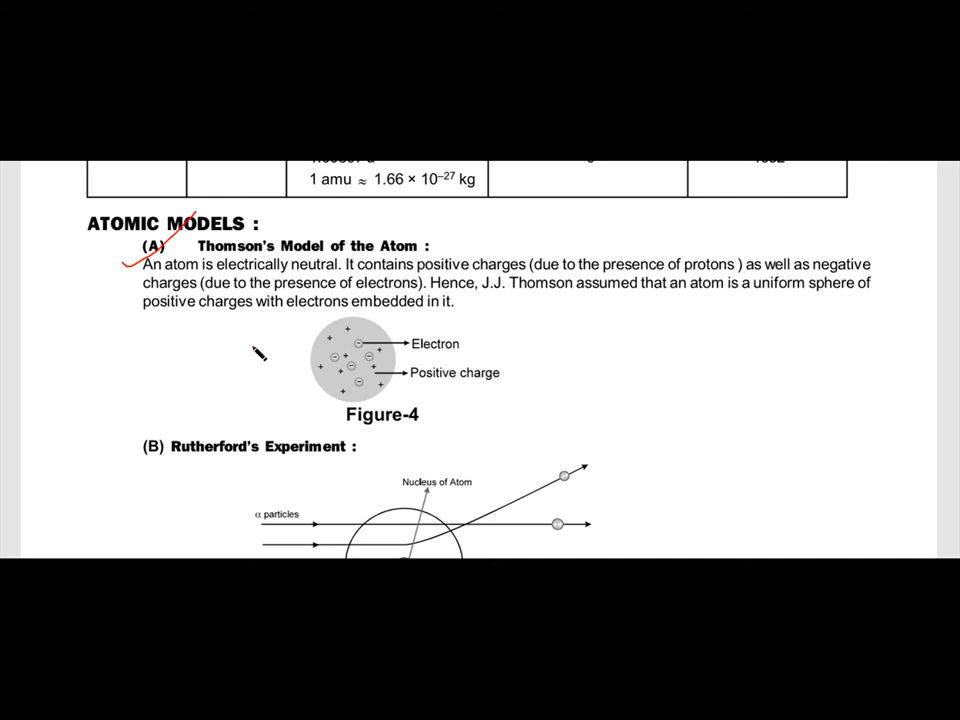 1 amu ≈ 1.66 × 10⁻²⁷ kg
ATOMIC MODELS :
(A) Thomson's Model of the Atom :
An atom is electrically neutral. It contains positive charges (due to the presence of protons ) as well as negative
charges (due to the presence of electrons). Hence, J.J. Thomson assumed that an atom is a uniform sphere of
positive charges with electrons embedded in it.
Electron
Positive charge
Figure-4
(B) Rutherford's Experiment :
Nucleus of Atom
α particles